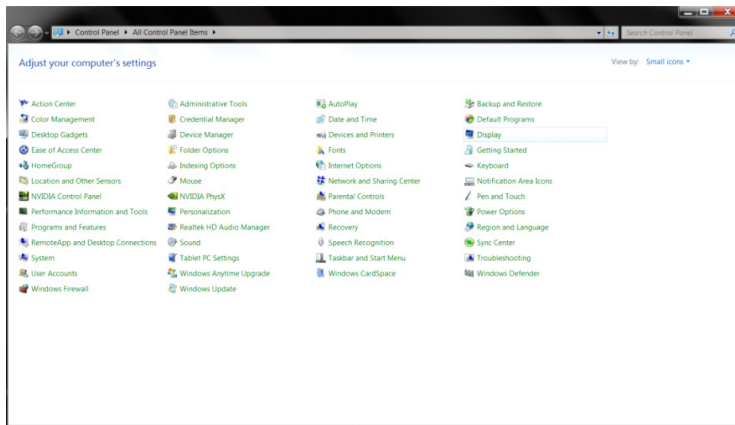 Control Panel ▸ All Control Panel Items ▸
Search Control Panel
Adjust your computer's settings
View by: Small icons
Action Center
Administrative Tools
AutoPlay
Backup and Restore
Color Management
Credential Manager
Date and Time
Default Programs
Desktop Gadgets
Device Manager
Devices and Printers
Display
Ease of Access Center
Folder Options
Fonts
Getting Started
HomeGroup
Indexing Options
Internet Options
Keyboard
Location and Other Sensors
Mouse
Network and Sharing Center
Notification Area Icons
NVIDIA Control Panel
NVIDIA PhysX
Parental Controls
Pen and Touch
Performance Information and Tools
Personalization
Phone and Modem
Power Options
Programs and Features
Realtek HD Audio Manager
Recovery
Region and Language
RemoteApp and Desktop Connections
Sound
Speech Recognition
Sync Center
System
Tablet PC Settings
Taskbar and Start Menu
Troubleshooting
User Accounts
Windows Anytime Upgrade
Windows CardSpace
Windows Defender
Windows Firewall
Windows Update